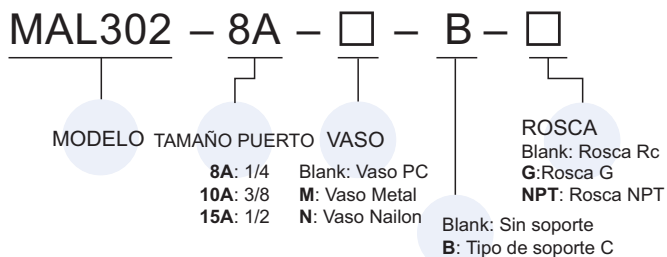 MAL302 – 8A – □ – B – □
MODELO
TAMAÑO PUERTO
8A: 1/4
10A: 3/8
15A: 1/2
VASO
Blank: Vaso PC
M: Vaso Metal
N: Vaso Nailon
Blank: Sin soporte
B: Tipo de soporte C
ROSCA
Blank: Rosca Rc
G:Rosca G
NPT: Rosca NPT